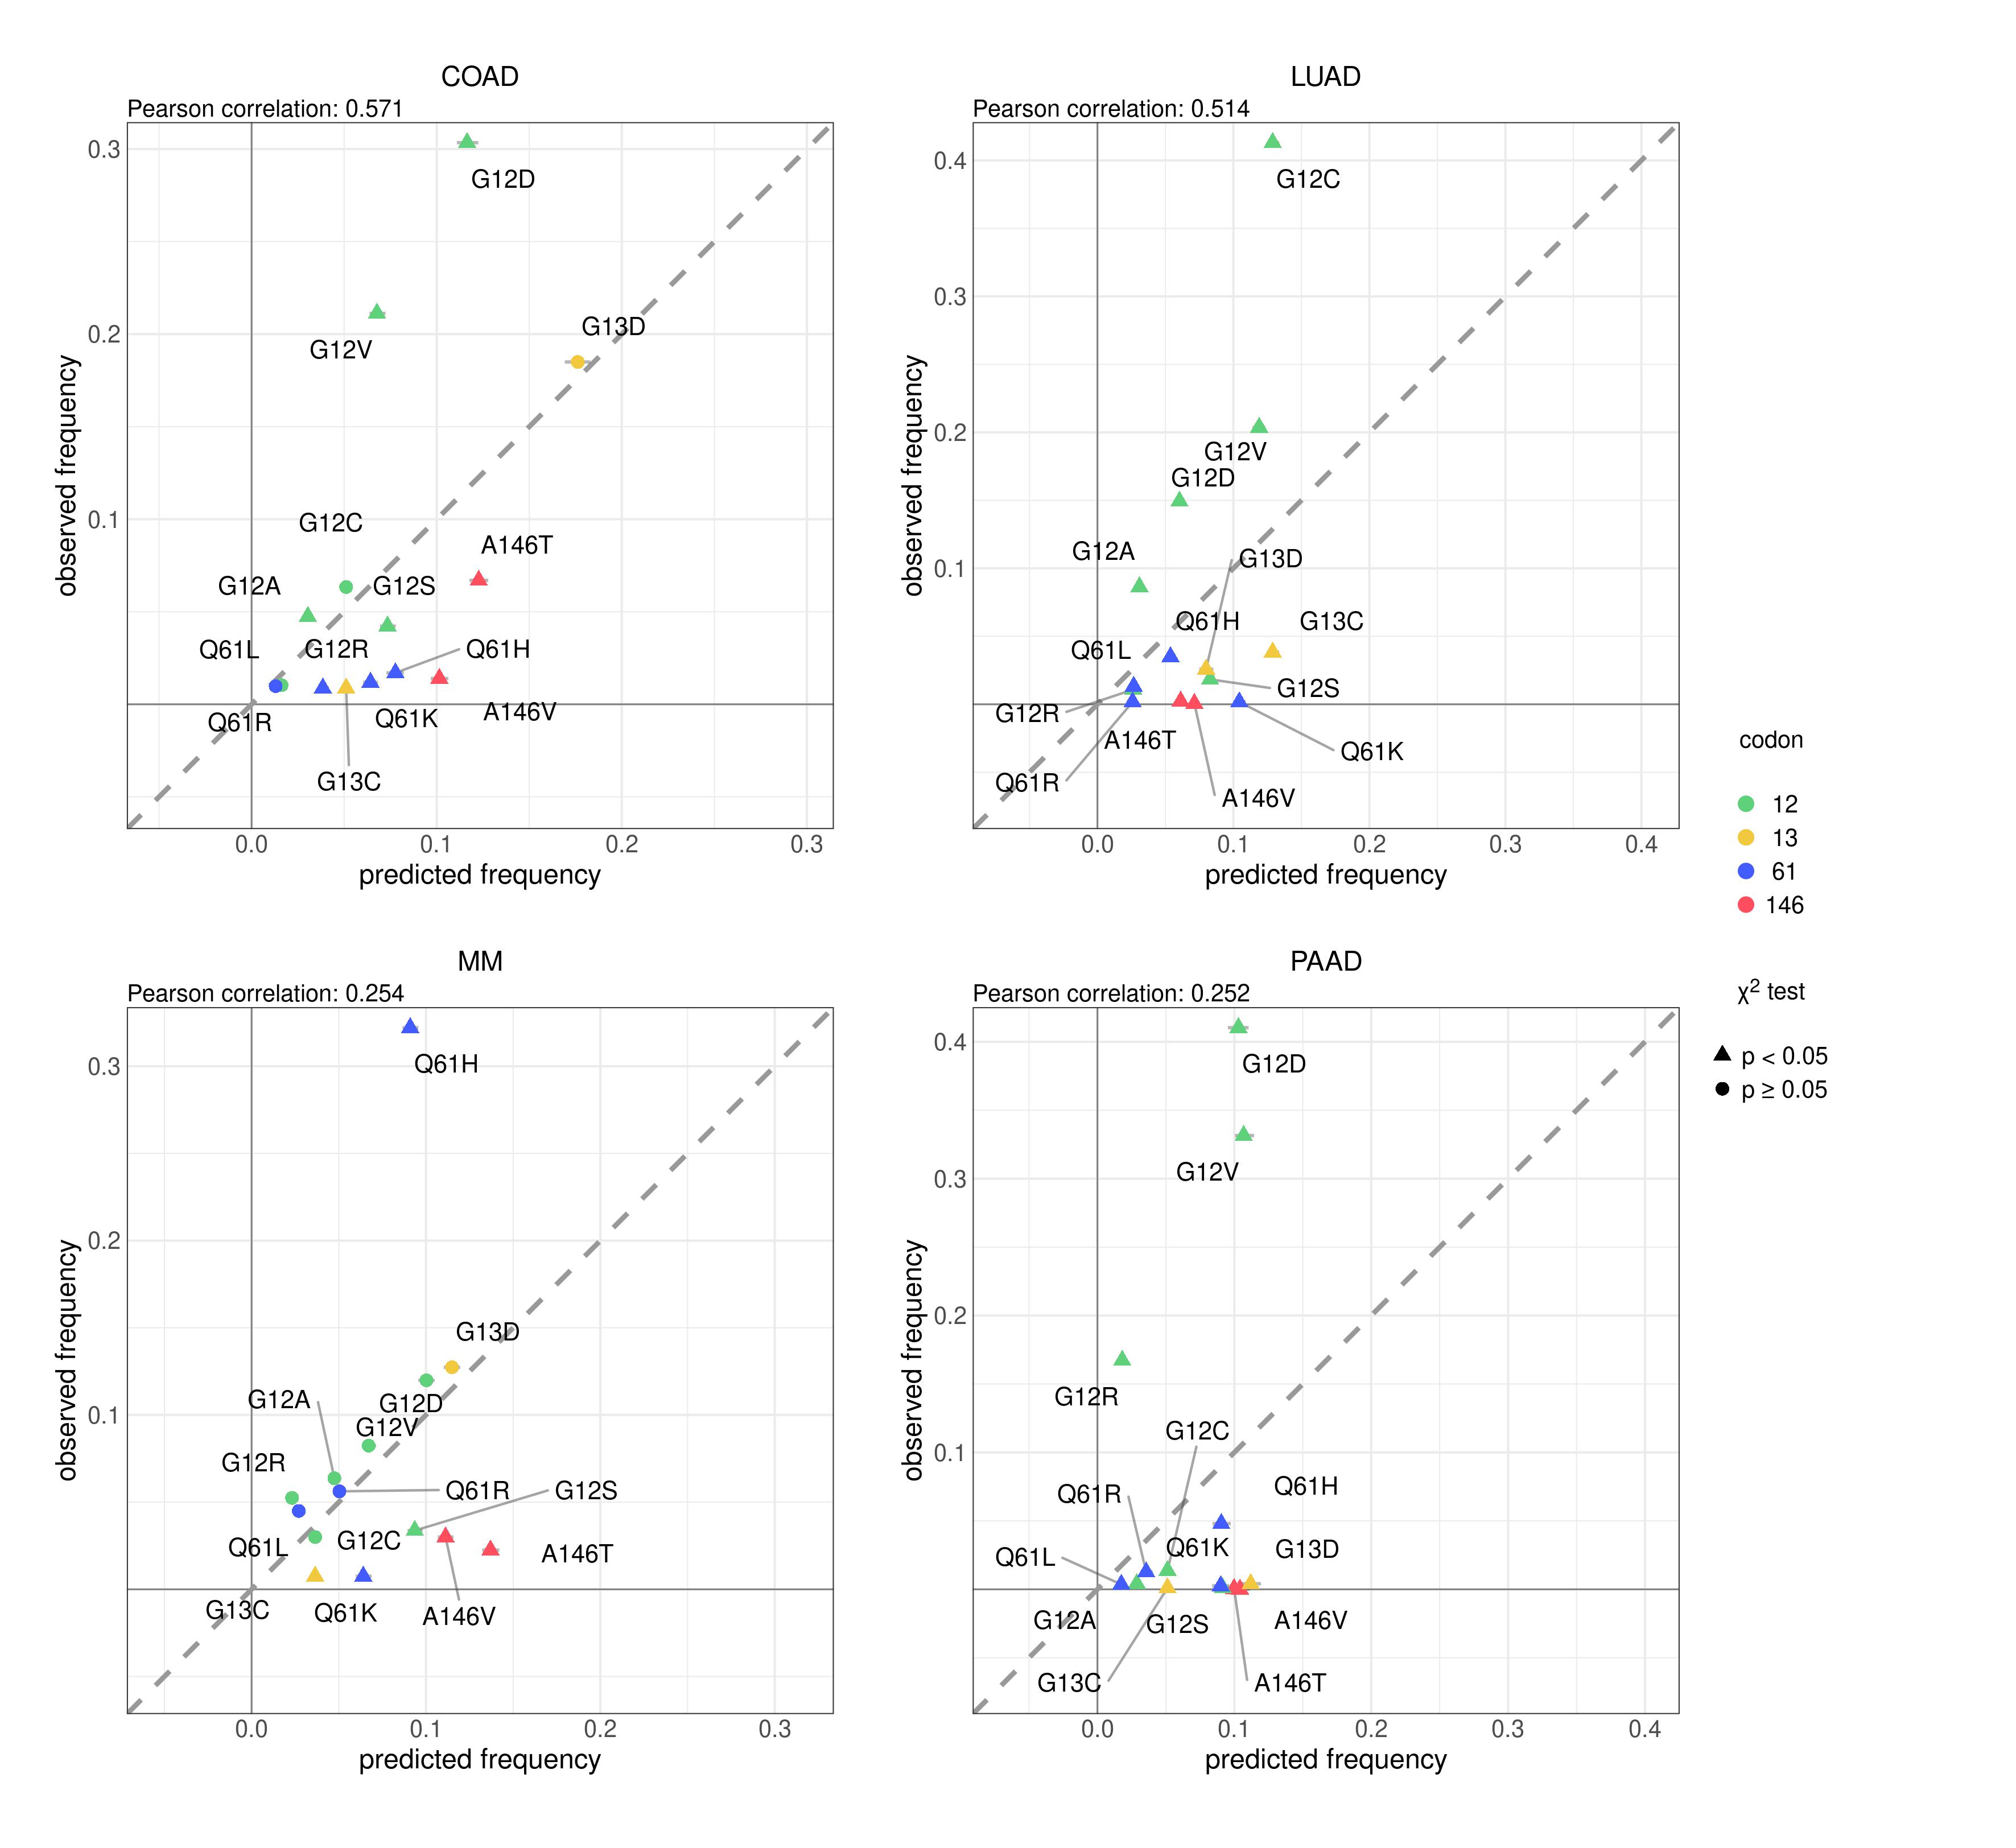 COAD
Pearson correlation: 0.571
0.3
0.2
0.1
observed frequency
G12D
G12V
G13D
G12C
A146T
G12A
G12S
Q61L
G12R
Q61H
Q61R
Q61K
A146V
G13C
0.0
0.1
0.2
0.3
predicted frequency
LUAD
Pearson correlation: 0.514
0.4
0.3
0.2
0.1
observed frequency
G12C
G12V
G12D
G12A
G13D
Q61H
G13C
Q61L
G12S
G12R
A146T
Q61K
Q61R
A146V
0.0
0.1
0.2
0.3
0.4
predicted frequency
MM
Pearson correlation: 0.254
0.3
0.2
0.1
observed frequency
Q61H
G13D
G12A
G12D
G12V
G12R
Q61R
G12S
Q61L
G12C
A146T
G13C
Q61K
A146V
0.0
0.1
0.2
0.3
predicted frequency
PAAD
Pearson correlation: 0.252
0.4
0.3
0.2
0.1
observed frequency
G12D
G12V
G12R
G12C
Q61R
Q61H
Q61L
Q61K
G13D
G12A
G12S
A146V
G13C
A146T
0.0
0.1
0.2
0.3
0.4
predicted frequency
codon
12
13
61
146
χ² test
p < 0.05
p ≥ 0.05